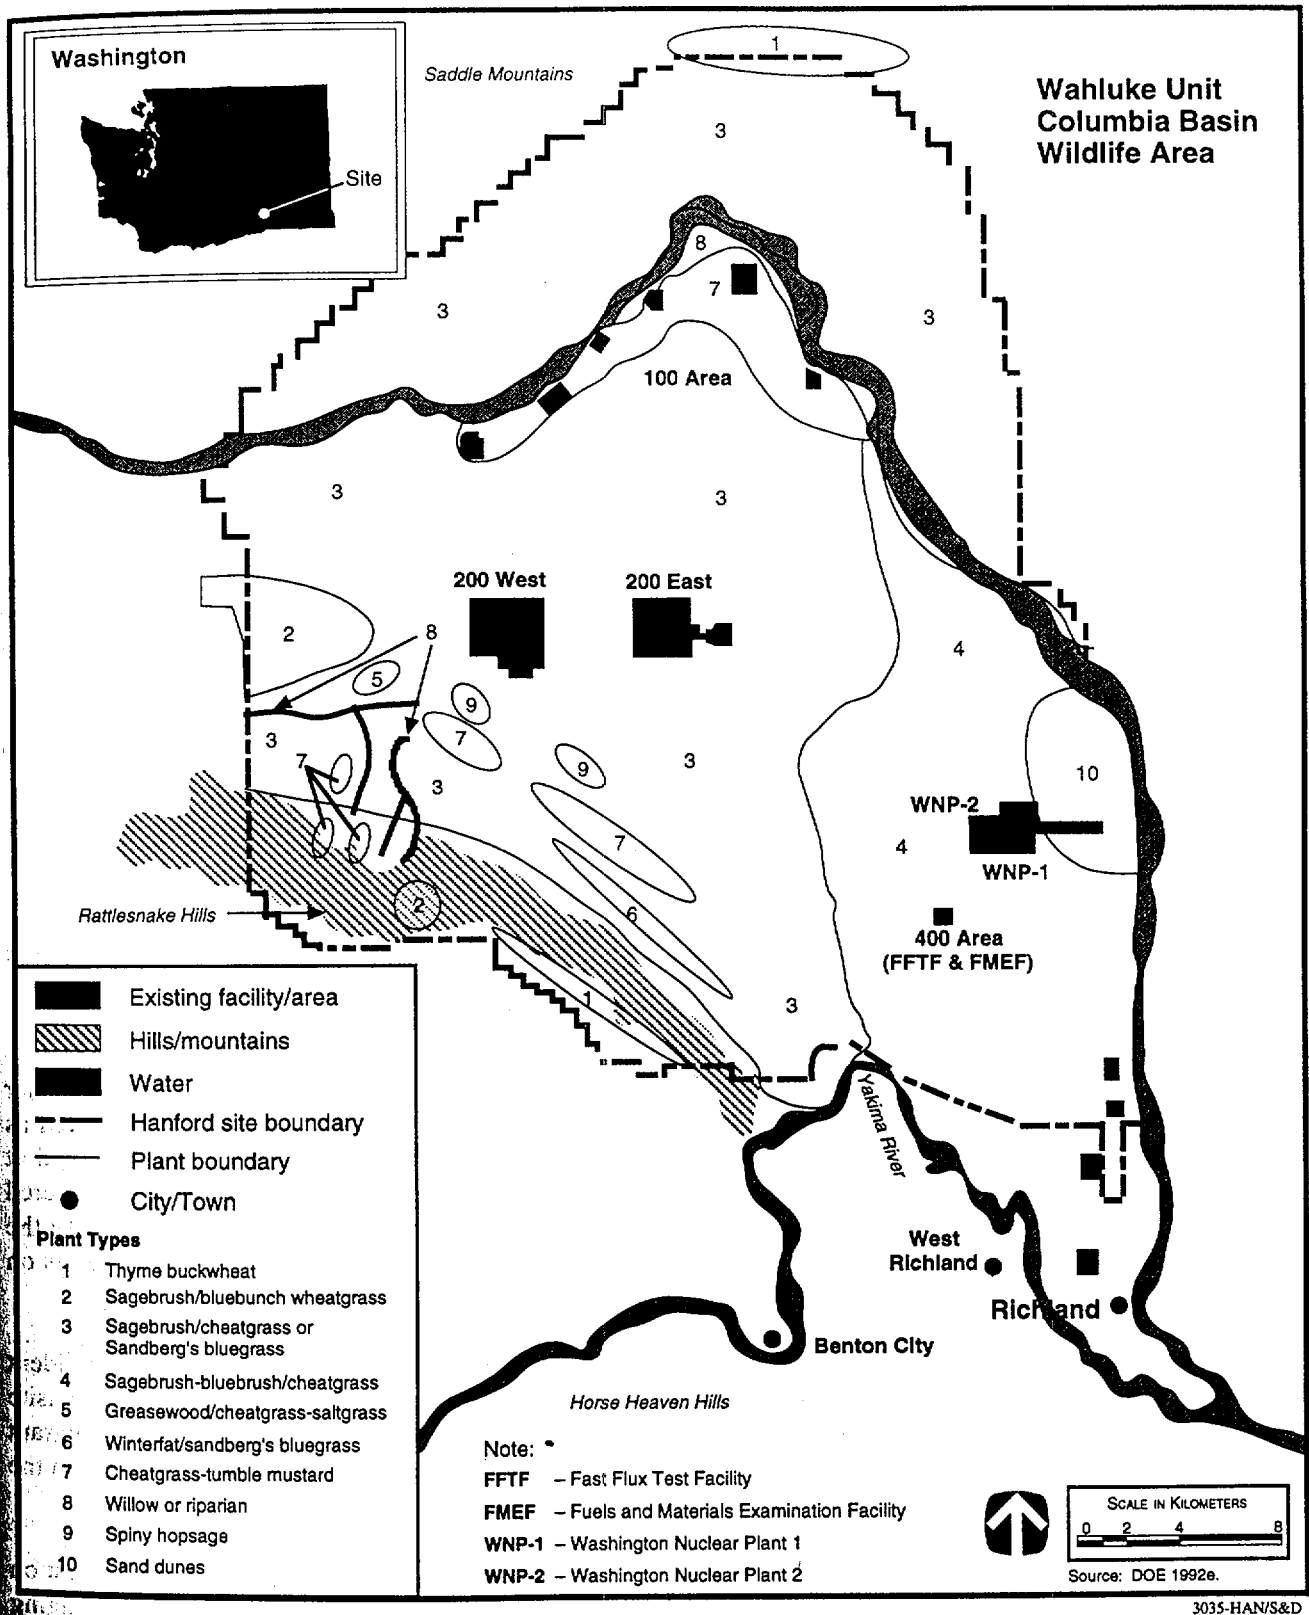 Washington
Site
Saddle Mountains
1
Wahluke Unit
Columbia Basin
Wildlife Area
3
8
7
3
3
100 Area
3
3
200 West
200 East
2
8
4
5
9
3
7
7
9
3
3
10
WNP-2
7
4
WNP-1
Rattlesnake Hills
2
6
400 Area
(FFTF & FMEF)
1
3
Existing facility/area
Hills/mountains
Water
Hanford site boundary
Plant boundary
City/Town
Plant Types
1 Thyme buckwheat
2 Sagebrush/bluebunch wheatgrass
3 Sagebrush/cheatgrass or
Sandberg's bluegrass
4 Sagebrush-bluebrush/cheatgrass
5 Greasewood/cheatgrass-saltgrass
6 Winterfat/sandberg's bluegrass
7 Cheatgrass-tumble mustard
8 Willow or riparian
9 Spiny hopsage
10 Sand dunes
Yakima River
West
Richland
Richland
Benton City
Horse Heaven Hills
Note:
FFTF – Fast Flux Test Facility
FMEF – Fuels and Materials Examination Facility
WNP-1 – Washington Nuclear Plant 1
WNP-2 – Washington Nuclear Plant 2
SCALE IN KILOMETERS
0 2 4 8
Source: DOE 1992e.
3035-HAN/S&D